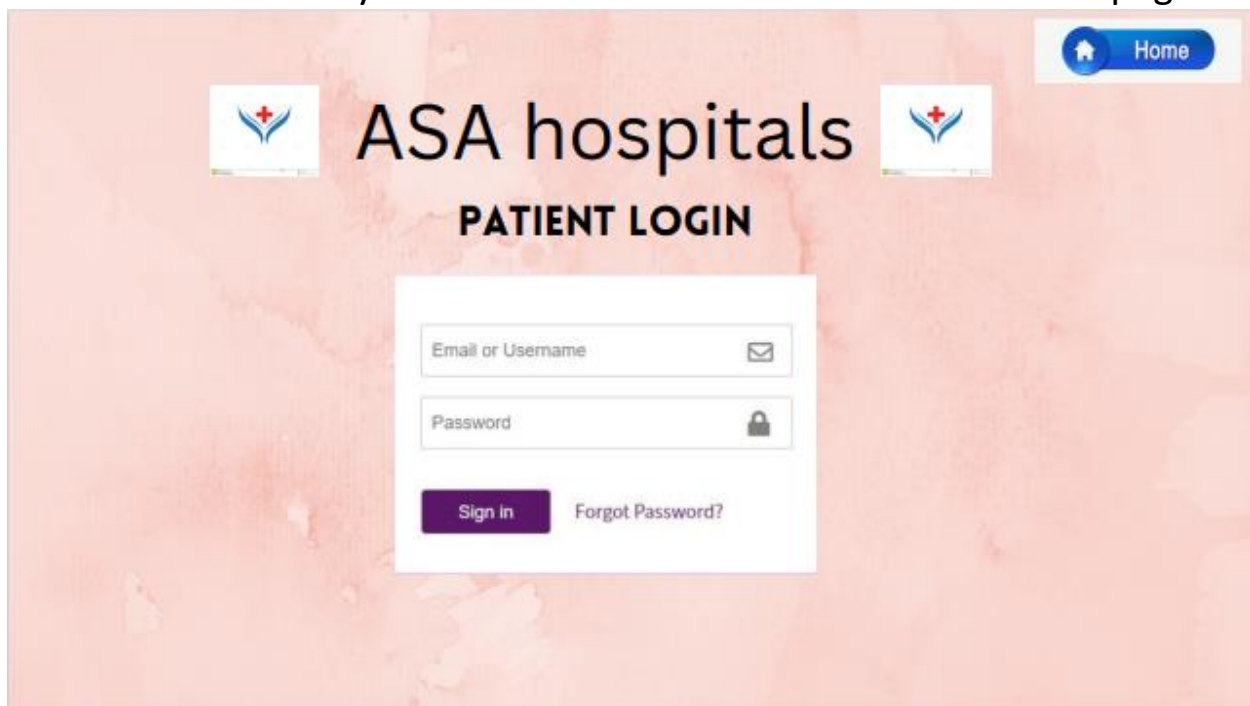 Home
ASA hospitals
PATIENT LOGIN
Email or Username
Password
Sign in Forgot Password?